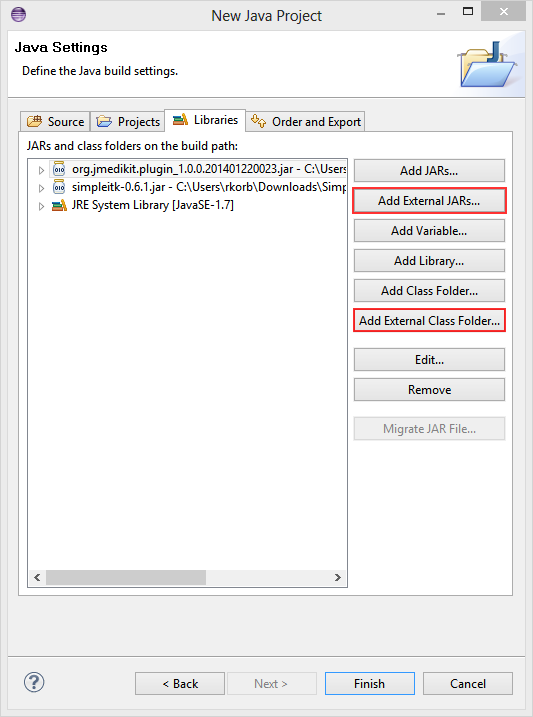 New Java Project
Java Settings
Define the Java build settings.
Source
Projects
Libraries
Order and Export
JARs and class folders on the build path:
org.jmedikit.plugin_1.0.0.201401220023.jar - C:\Users
simpleitk-0.6.1.jar - C:\Users\rkorb\Downloads\Simp
JRE System Library [JavaSE-1.7]
Add JARs...
Add External JARs...
Add Variable...
Add Library...
Add Class Folder...
Add External Class Folder...
Edit...
Remove
Migrate JAR File...
< Back
Next >
Finish
Cancel